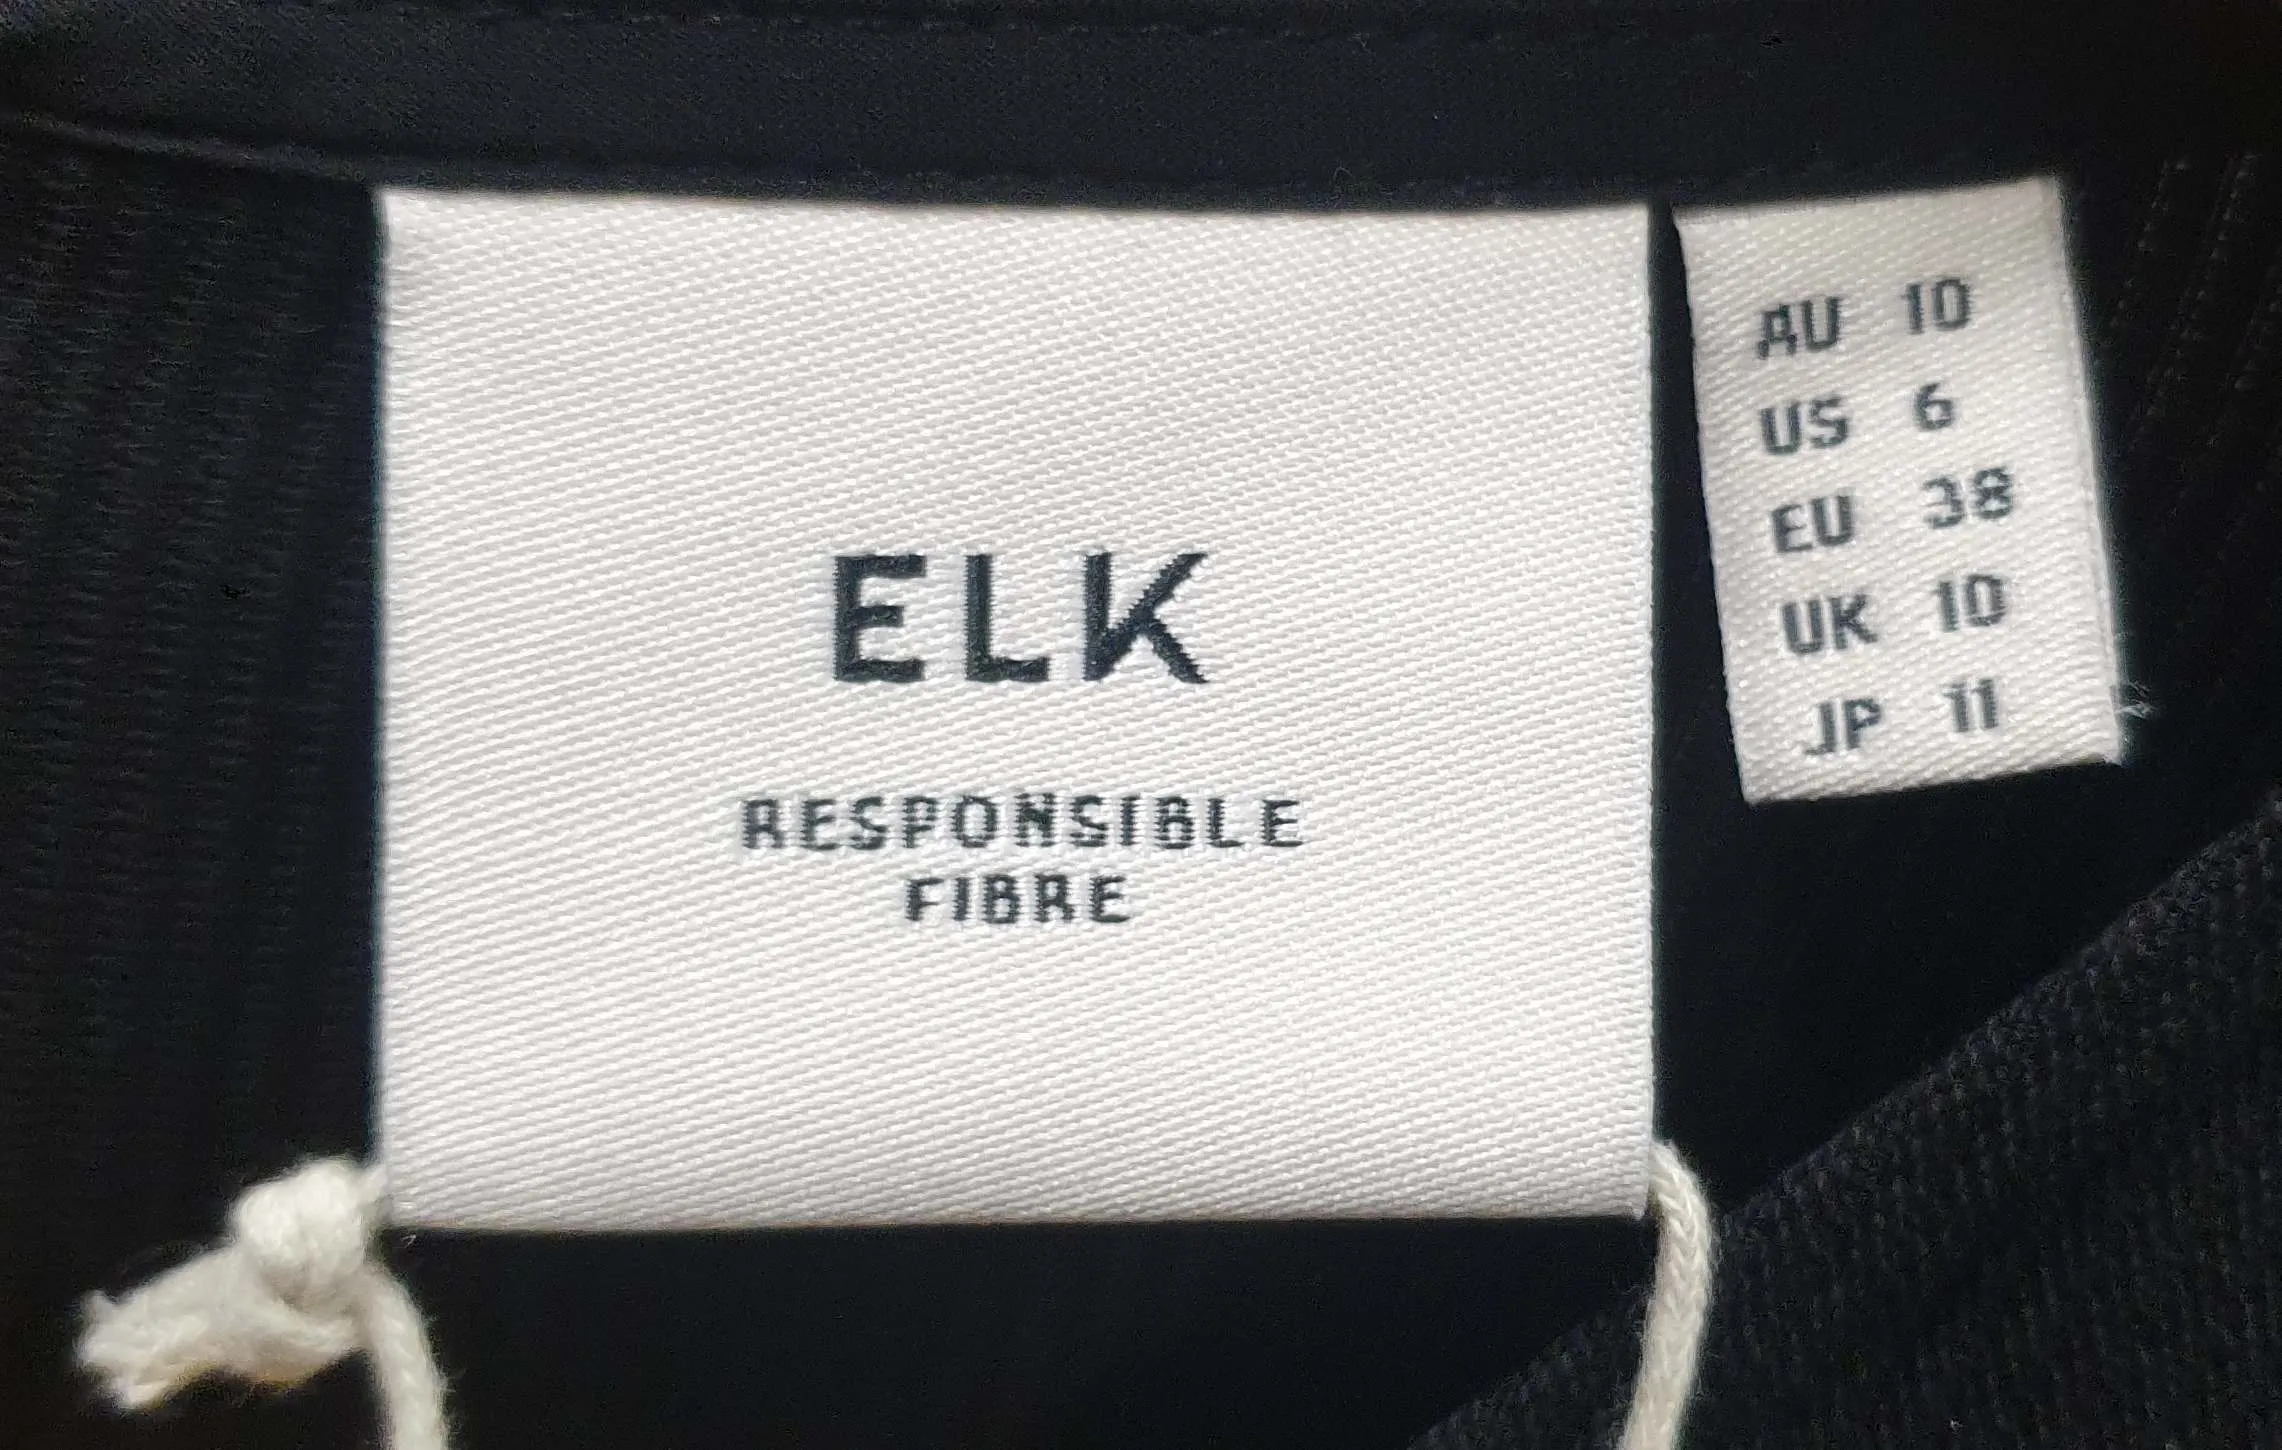 ELK
RESPONSIBLE
FIBRE
AU 10
US 6
EU 38
UK 10
JP 11